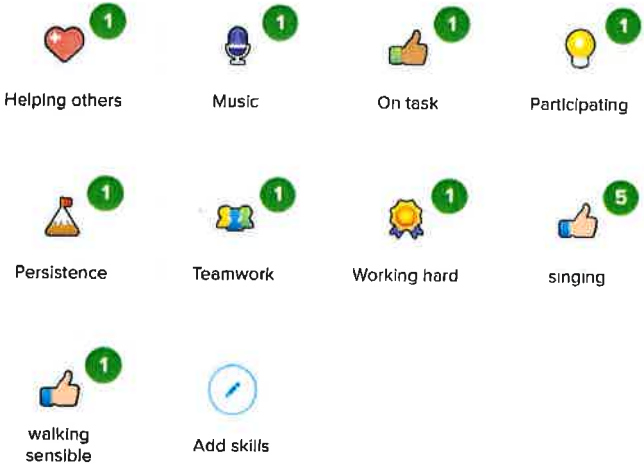 1 1 1 1
Helping others Music On task Participating
1 1 1 5
Persistence Teamwork Working hard singing
1
walking
sensible Add skills